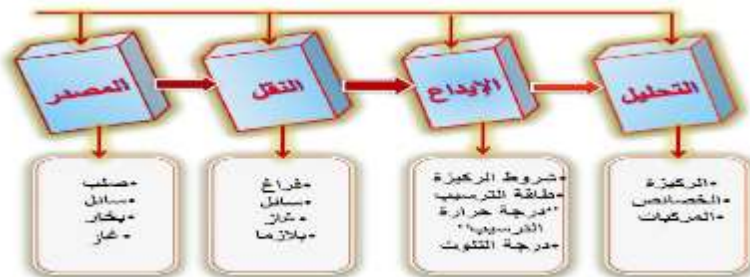 المصدر
النقل
الإيداع
التحليل
•صلب
•سائل
•بخار
•غاز
•فراغ
•سائل
•غاز
•بلازما
•شروط الركيزة
•طاقة الترسيب
"درجة حرارة
الترسيب"
•درجة التلوث
•الركيزة
•الخصائص
•المركبات